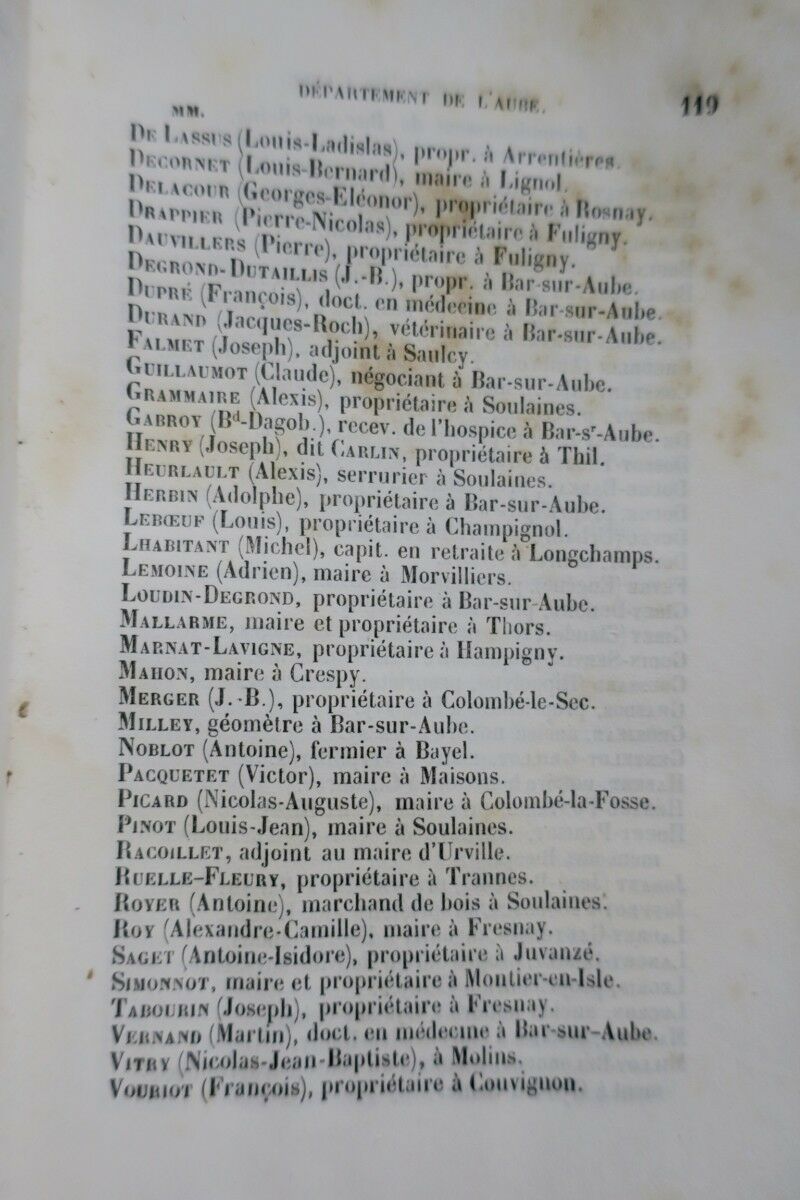 DÉPARTEMENT DE L'AUBE. 119
MM.
DE LASSUS (Louis-Ladislas), propr. à Arrentières.
DECORNET (Louis-Bernard), maire à Lignol.
DELACOUR (Georges-Eléonor), propriétaire à Rosnay.
DRAPPIER (Pierre-Nicolas), propriétaire à Fuligny.
DAUVILLERS (Pierre), propriétaire à Fuligny.
DEGROND-DUTAILLIS (J.-B.), propr. à Bar-sur-Aube.
DUPRÉ (François), doct. en médecine à Bar-sur-Aube.
DURAND (Jacques-Roch), vétérinaire à Bar-sur-Aube.
FALMET (Joseph), adjoint à Saulcy.
GUILLAUMOT (Claude), négociant à Bar-sur-Aube.
GRAMMAIRE (Alexis), propriétaire à Soulaines.
GABROY (Bd-Dagob.), recev. de l'hospice à Bar-sr-Aube.
HENRY (Joseph), dit CARLIN, propriétaire à Thil.
HEURLAULT (Alexis), serrurier à Soulaines.
HERBIN (Adolphe), propriétaire à Bar-sur-Aube.
LEBŒUF (Louis), propriétaire à Champignol.
LHABITANT (Michel), capit. en retraite à Longchamps.
LEMOINE (Adrien), maire à Morvilliers.
LOUDIN-DEGROND, propriétaire à Bar-sur-Aube.
MALLARME, maire et propriétaire à Thors.
MARNAT-LAVIGNE, propriétaire à Hampigny.
MAHON, maire à Crespy.
MERGER (J.-B.), propriétaire à Colombé-le-Sec.
MILLEY, géomètre à Bar-sur-Aube.
NOBLOT (Antoine), fermier à Bayel.
PACQUETET (Victor), maire à Maisons.
PICARD (Nicolas-Auguste), maire à Colombé-la-Fosse.
PINOT (Louis-Jean), maire à Soulaines.
RACOILLET, adjoint au maire d'Urville.
RUELLE-FLEURY, propriétaire à Trannes.
ROYER (Antoine), marchand de bois à Soulaines.
ROY (Alexandre-Camille), maire à Fresnay.
SAGET (Antoine-Isidore), propriétaire à Juvanzé.
SIMONNOT, maire et propriétaire à Montier-en-Isle.
TABOURIN (Joseph), propriétaire à Fresnay.
VERNAND (Martin), doct. en médecine à Bar-sur-Aube.
VITRY (Nicolas-Jean-Baptiste), à Molins.
VOURIOT (François), propriétaire à Couvignon.